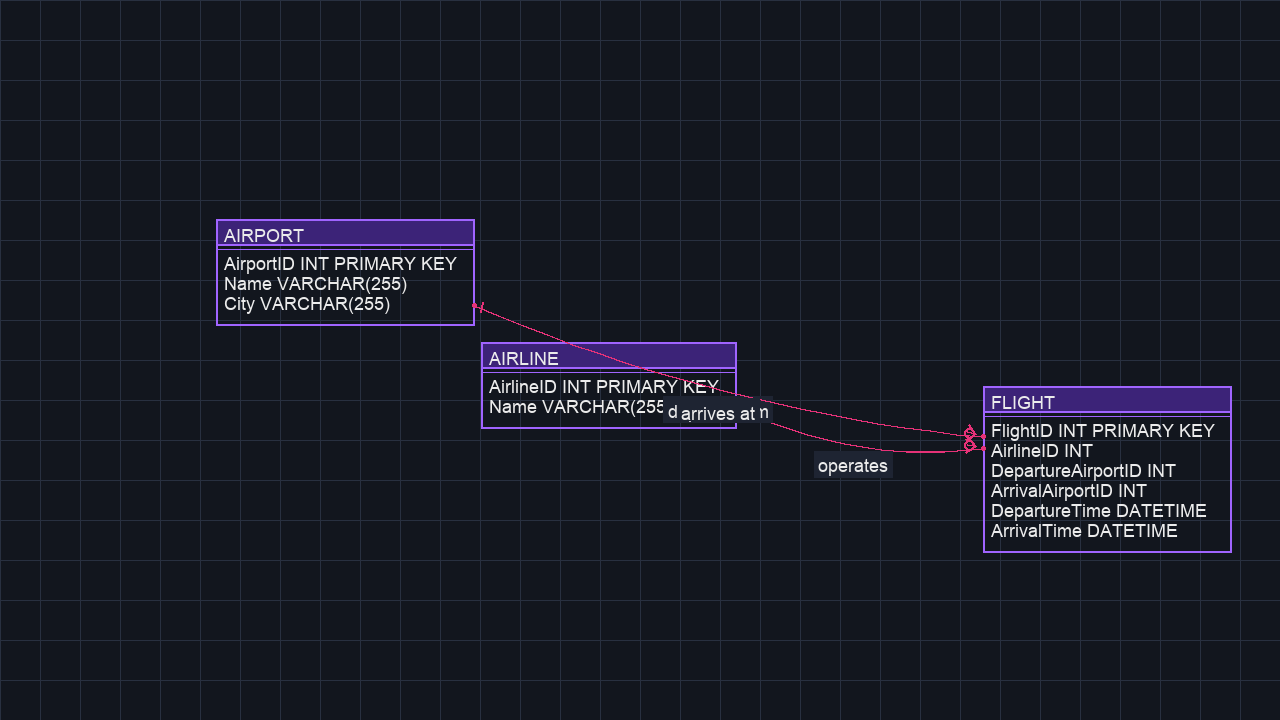 AIRPORT
AirportID INT PRIMARY KEY
Name VARCHAR(255)
City VARCHAR(255)
AIRLINE
AirlineID INT PRIMARY KEY
Name VARCHAR(255
arrives at
operates
FLIGHT
FlightID INT PRIMARY KEY
AirlineID INT
DepartureAirportID INT
ArrivalAirportID INT
DepartureTime DATETIME
ArrivalTime DATETIME